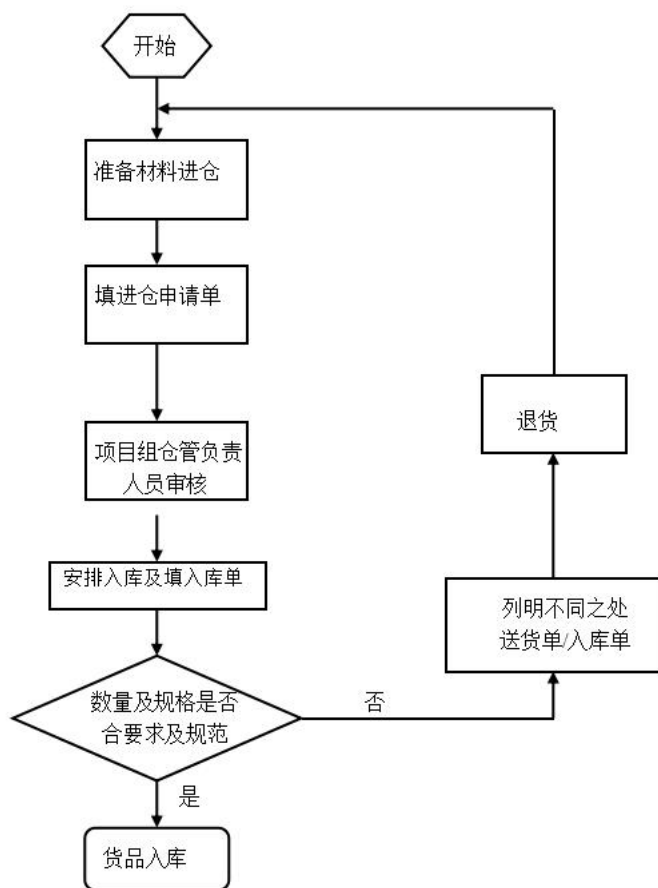 开始
准备材料进仓
填进仓申请单
项目组仓管负责
人员审核
安排入库及填入库单
数量及规格是否
合要求及规范
否
是
货品入库
列明不同之处
送货单/入库单
退货